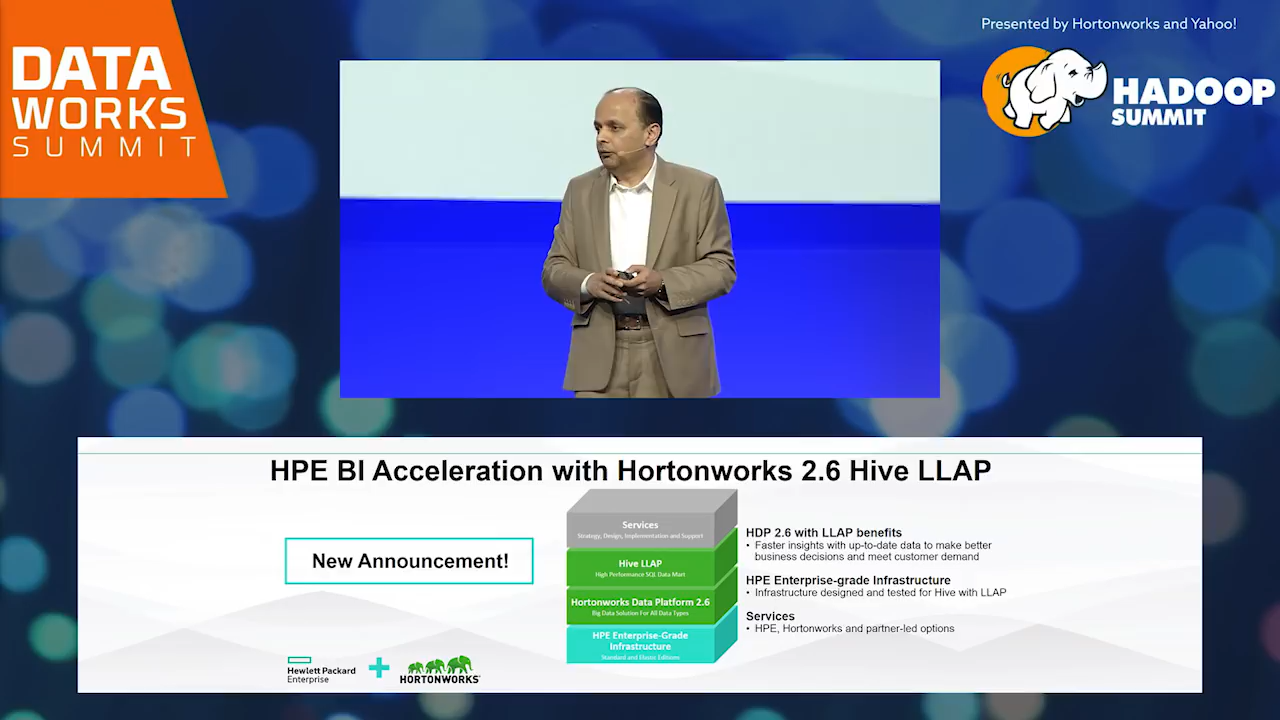 Presented by Hortonworks and Yahoo!
DATA
WORKS
SUMMIT
HADOOP
SUMMIT
HPE BI Acceleration with Hortonworks 2.6 Hive LLAP
New Announcement!
Services
Strategy, Design, Implementation and Support
Hive LLAP
High Performance SQL Data Mart
Hortonworks Data Platform 2.6
Big Data Solution For All Data Types
HPE Enterprise-Grade
Infrastructure
Standard and Elastic Editions
HDP 2.6 with LLAP benefits
• Faster insights with up-to-date data to make better
business decisions and meet customer demand
HPE Enterprise-grade Infrastructure
• Infrastructure designed and tested for Hive with LLAP
Services
• HPE, Hortonworks and partner-led options
Hewlett Packard
Enterprise
+
HORTONWORKS